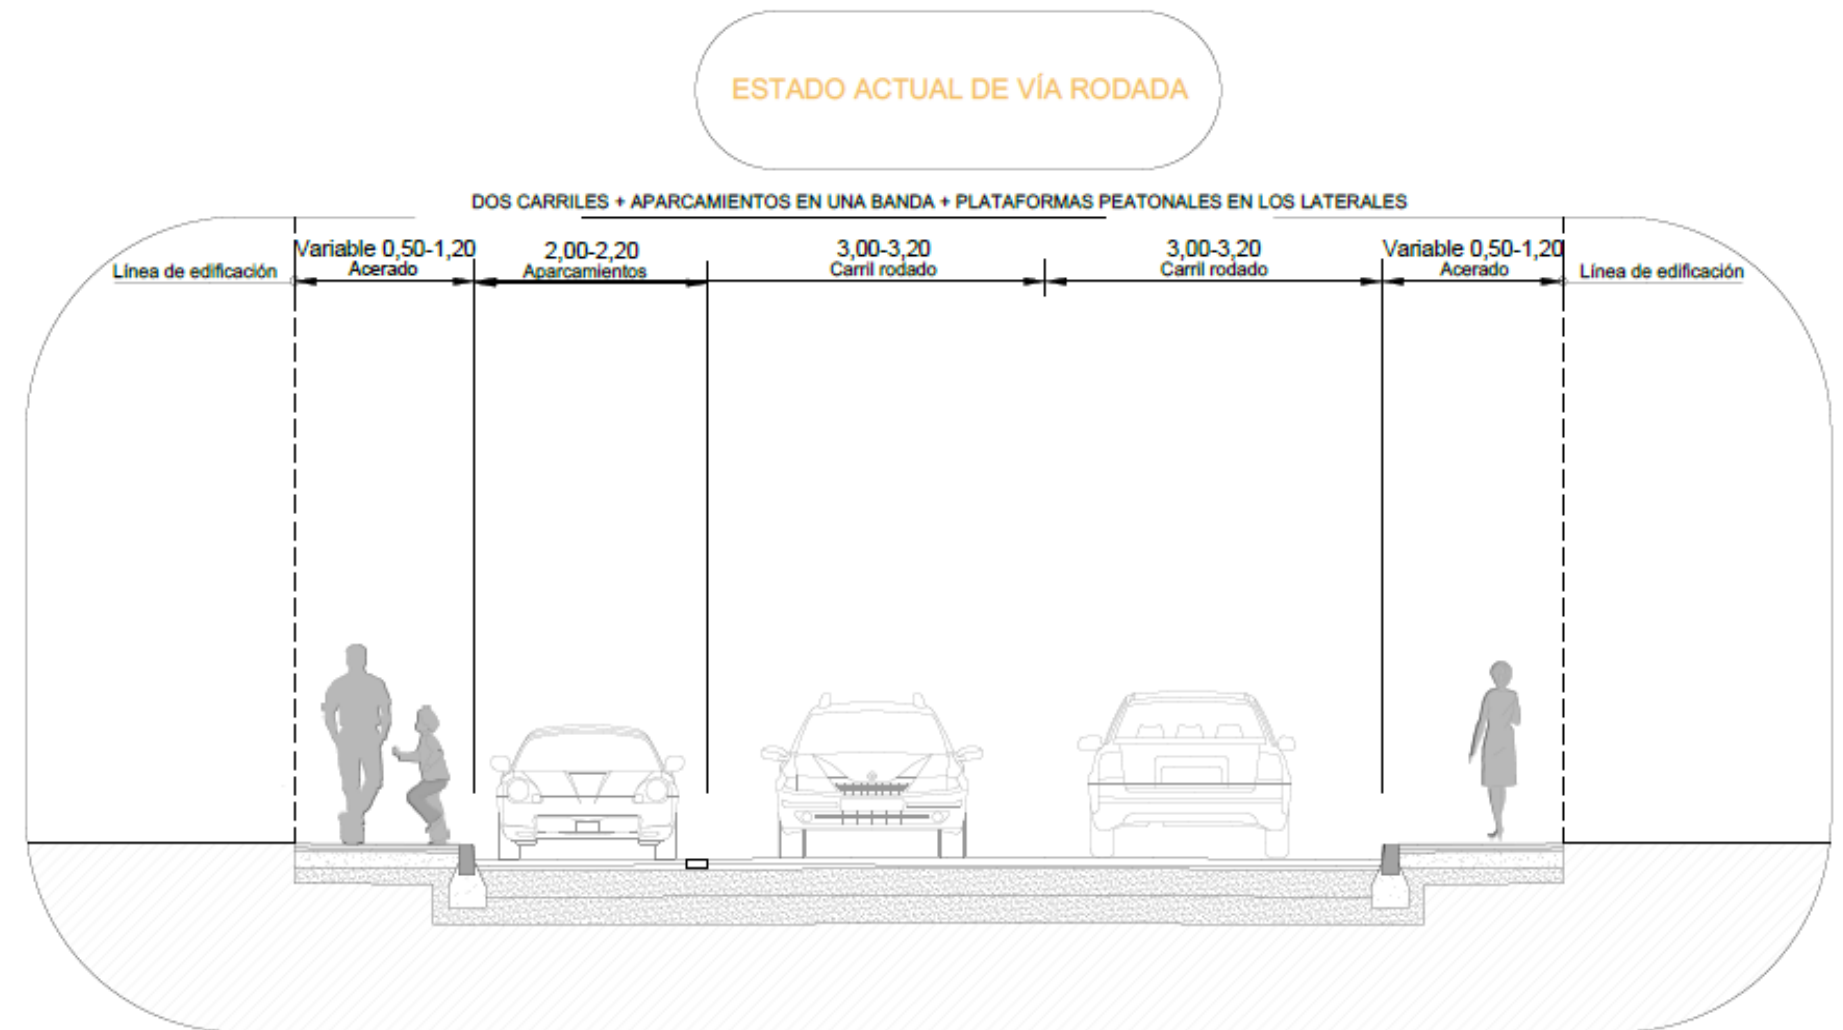 ESTADO ACTUAL DE VÍA RODADA
DOS CARRILES + APARCAMIENTOS EN UNA BANDA + PLATAFORMAS PEATONALES EN LOS LATERALES
Línea de edificación
Variable 0,50-1,20
Acerado
2,00-2,20
Aparcamientos
3,00-3,20
Carril rodado
3,00-3,20
Carril rodado
Variable 0,50-1,20
Acerado
Línea de edificación